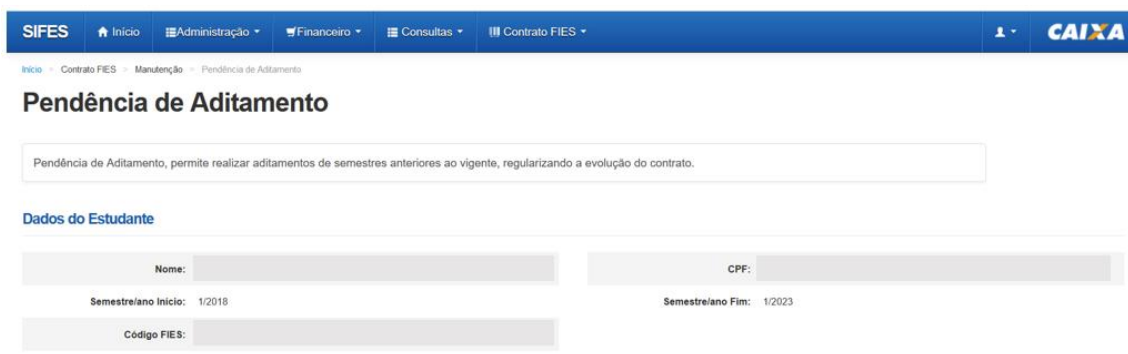 SIFES Início Administração Financeiro Consultas Contrato FIES CAIXA
Início > Contrato FIES > Manutenção > Pendência de Aditamento
Pendência de Aditamento
Pendência de Aditamento, permite realizar aditamentos de semestres anteriores ao vigente, regularizando a evolução do contrato.
Dados do Estudante
Nome: CPF:
Semestre/ano Início: 1/2018 Semestre/ano Fim: 1/2023
Código FIES: